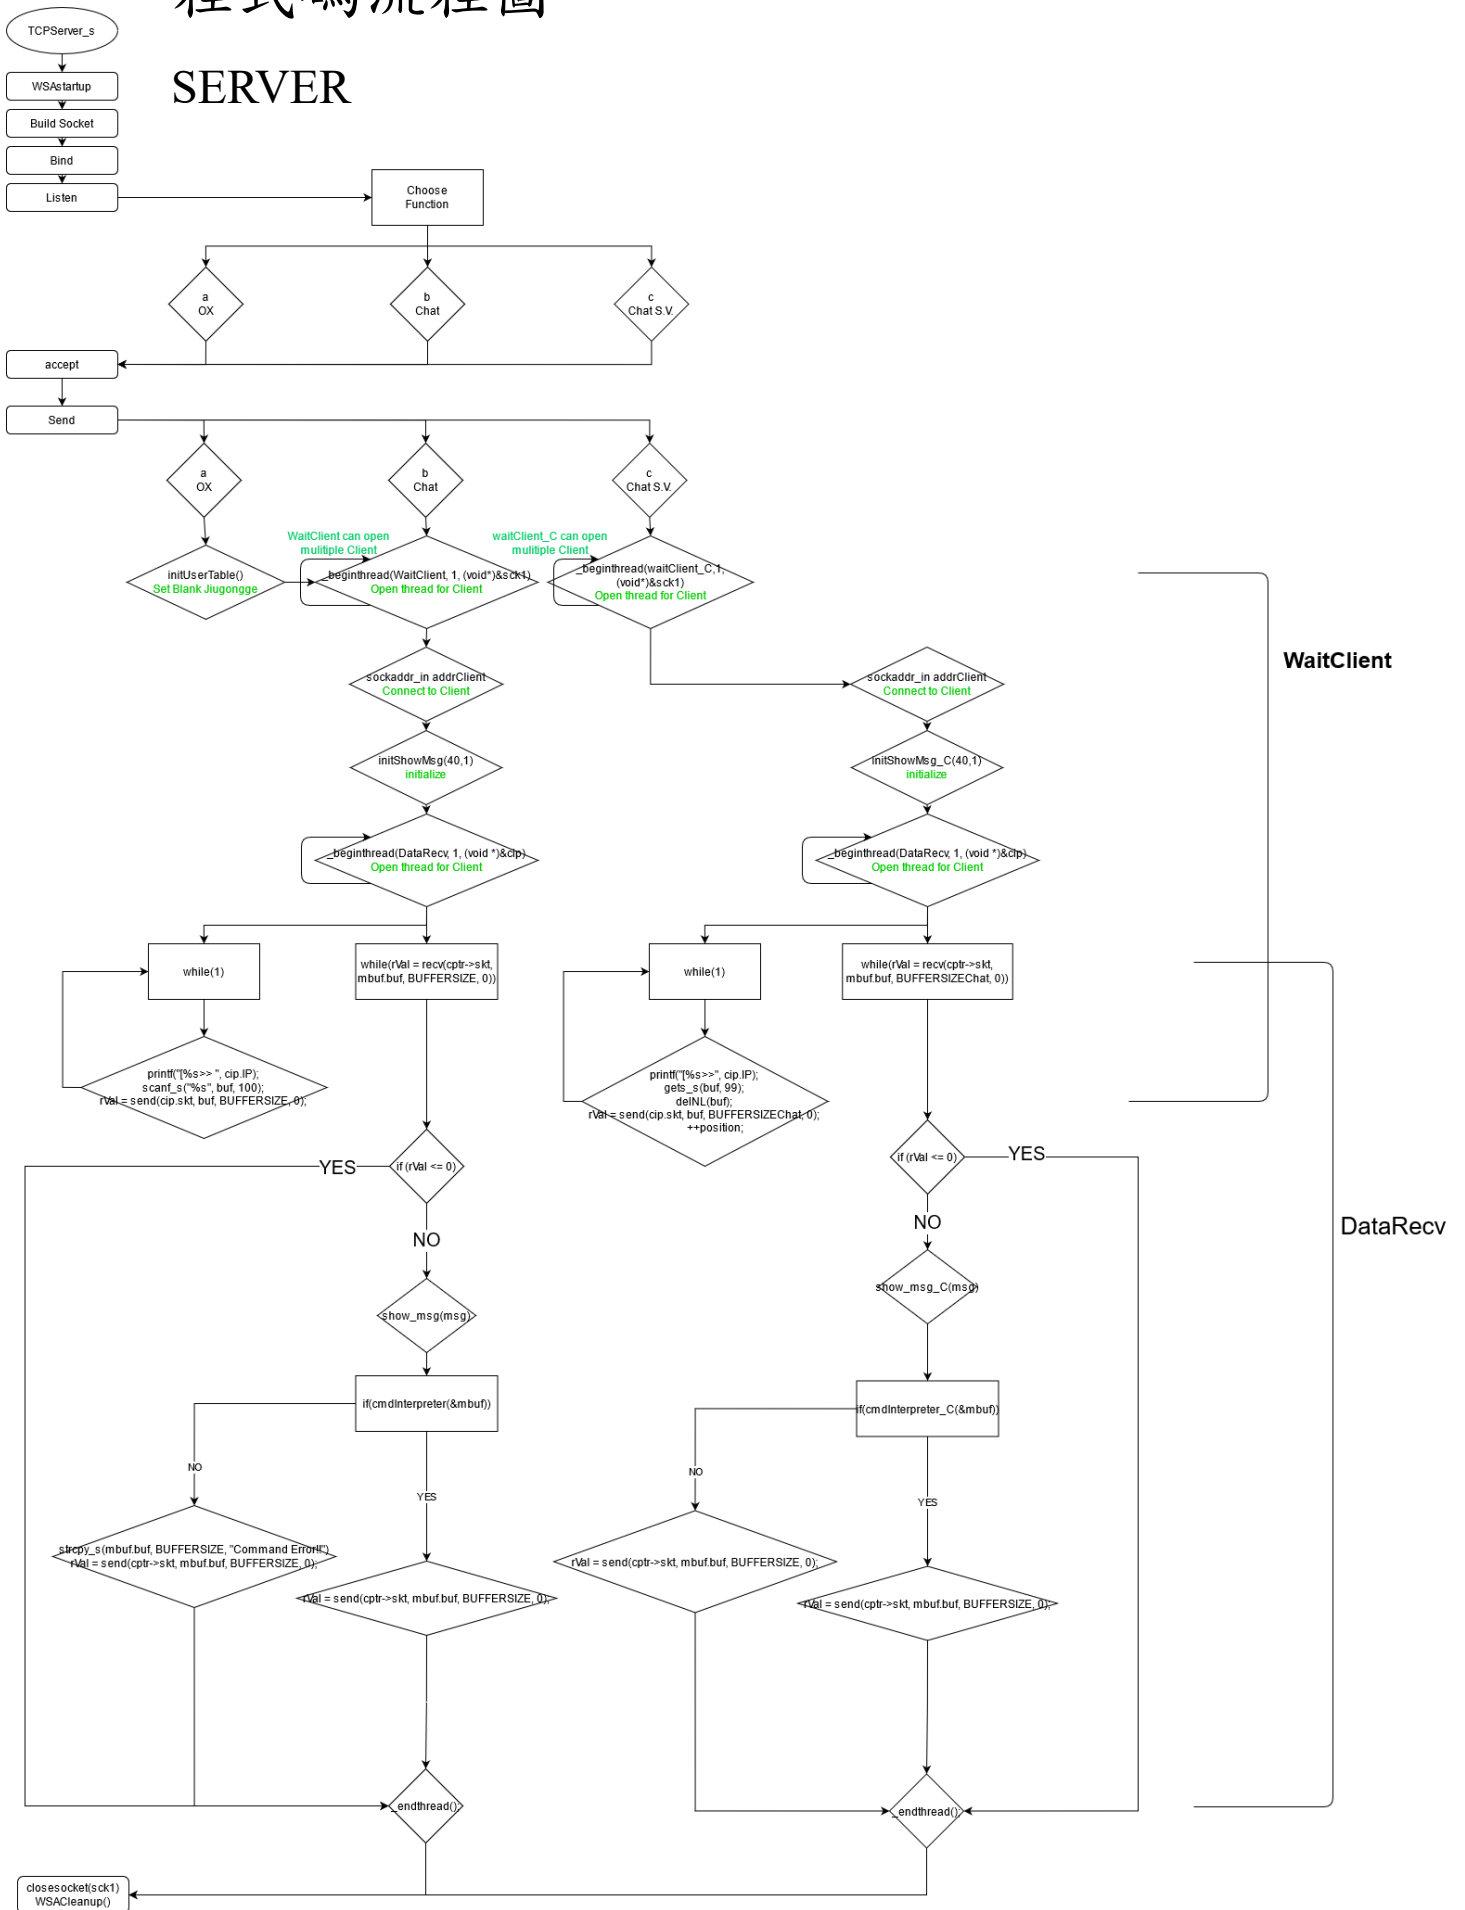 程式碼流程圖
SERVER
TCPServer_s
WSAstartup
Build Socket
Bind
Listen
Choose
Function
a
OX
b
Chat
c
Chat S.V.
accept
Send
a
OX
b
Chat
c
Chat S.V.
WaitClient can open
mulitiple Client
waitClient_C can open
mulitiple Client
initUserTable()
Set Blank Jiugongge
_beginthread(WaitClient, 1, (void*)&sck1)
Open thread for Client
_beginthread(waitClient_C,1,
(void*)&sck1)
Open thread for Client
WaitClient
sockaddr_in addrClient
Connect to Client
sockaddr_in addrClient
Connect to Client
initShowMsg(40,1)
initialize
initShowMsg_C(40,1)
initialize
_beginthread(DataRecv, 1, (void *)&cip)
Open thread for Client
_beginthread(DataRecv, 1, (void *)&cip)
Open thread for Client
while(1)
while(rVal = recv(cptr->skt,
mbuf.buf, BUFFERSIZE, 0))
while(1)
while(rVal = recv(cptr->skt,
mbuf.buf, BUFFERSIZEChat, 0))
printf("[%s>> ", cip.IP);
scanf_s("%s", buf, 100);
rVal = send(cip.skt, buf, BUFFERSIZE, 0);
printf("[%s>>", cip.IP);
gets_s(buf, 99);
delNL(buf);
rVal = send(cip.skt, buf, BUFFERSIZEChat, 0);
++position;
YES
if (rVal <= 0)
if (rVal <= 0)
YES
NO
NO
DataRecv
show_msg(msg)
show_msg_C(msg)
if(cmdInterpreter(&mbuf))
if(cmdInterpreter_C(&mbuf))
NO
YES
NO
YES
strcpy_s(mbuf.buf, BUFFERSIZE, "Command Error!!")
rVal = send(cptr->skt, mbuf.buf, BUFFERSIZE, 0);
rVal = send(cptr->skt, mbuf.buf, BUFFERSIZE, 0);
rVal = send(cptr->skt, mbuf.buf, BUFFERSIZE, 0);
rVal = send(cptr->skt, mbuf.buf, BUFFERSIZE, 0);
_endthread();
_endthread();
closesocket(sck1)
WSACleanup()